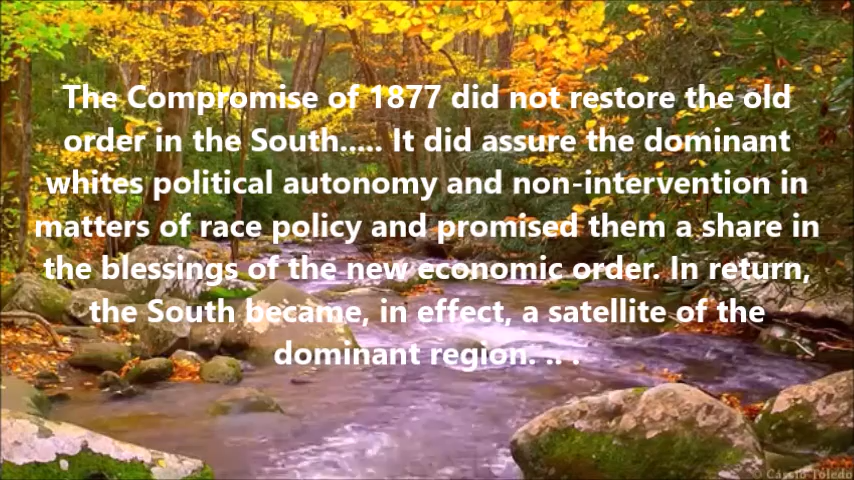 The Compromise of 1877 did not restore the old
order in the South..... It did assure the dominant
whites political autonomy and non-intervention in
matters of race policy and promised them a share in
the blessings of the new economic order. In return,
the South became, in effect, a satellite of the
dominant region. .. .
© Cássio Toledo